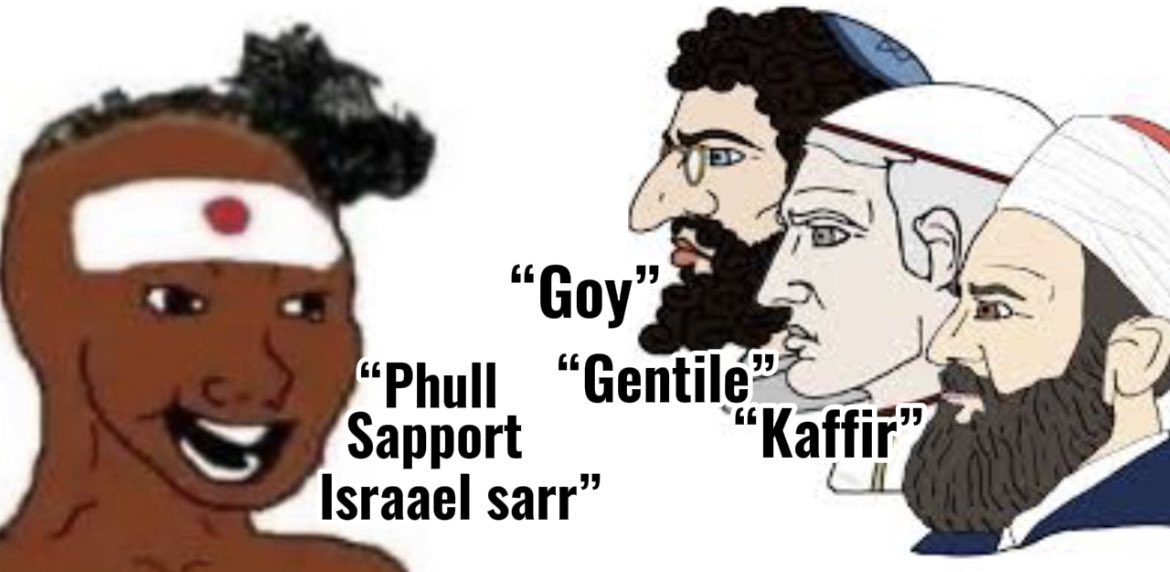 “Goy”
“Gentile”
“Kaffir”
“Phull
Sapport
Israael sarr”